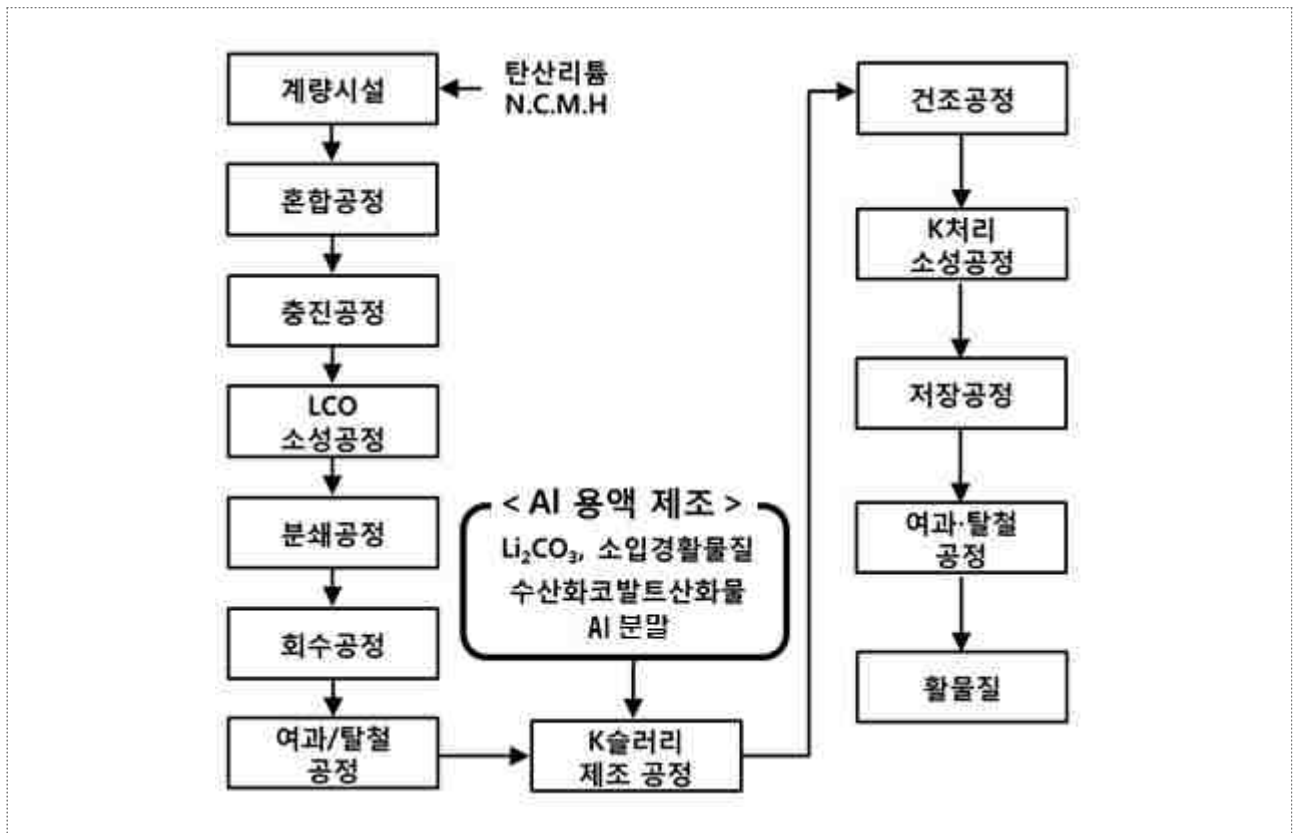 계량시설
탄산리튬
N.C.M.H
혼합공정
충진공정
LCO
소성공정
분쇄공정
회수공정
여과/탈철
공정
< Al 용액 제조 >
Li₂CO₃, 소입경활물질
수산화코발트산화물
Al 분말
K슬러리
제조 공정
건조공정
K처리
소성공정
저장공정
여과·탈철
공정
활물질